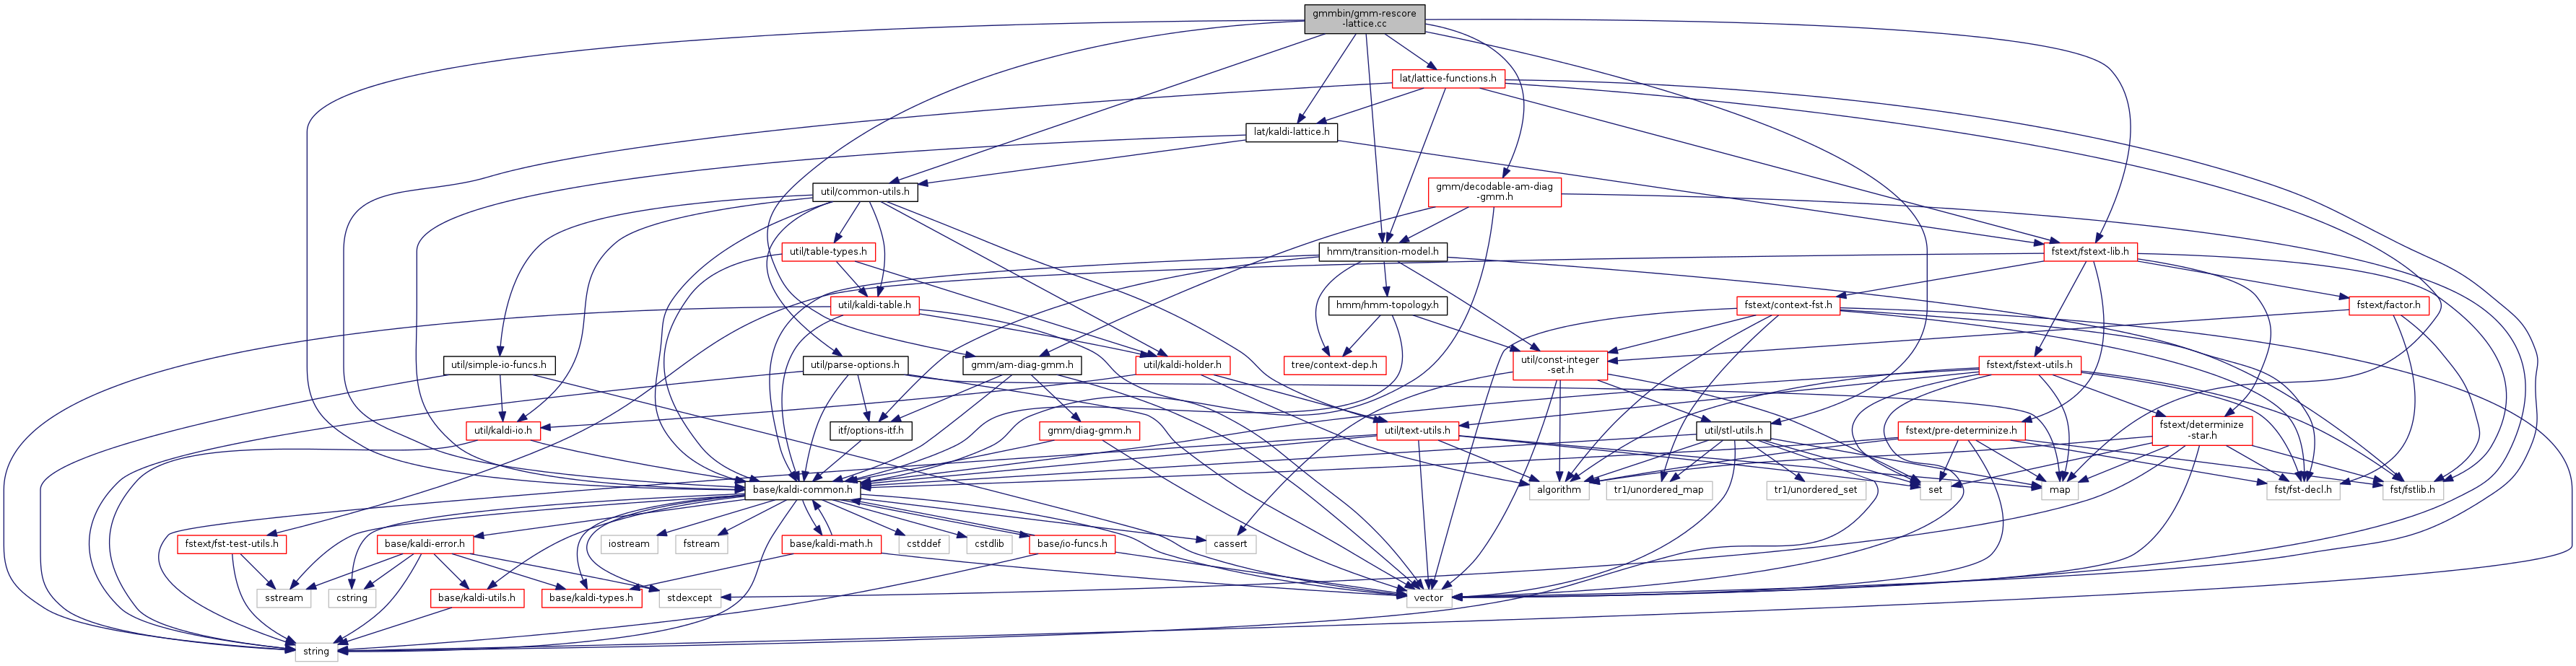 gmmbin/gmm-rescore
-lattice.cc
lat/lattice-functions.h
lat/kaldi-lattice.h
util/common-utils.h
gmm/decodable-am-diag
-gmm.h
util/table-types.h
hmm/transition-model.h
fstext/fstext-lib.h
util/kaldi-table.h
hmm/hmm-topology.h
fstext/context-fst.h
fstext/factor.h
util/simple-io-funcs.h
util/parse-options.h
gmm/am-diag-gmm.h
util/kaldi-holder.h
tree/context-dep.h
util/const-integer
-set.h
fstext/fstext-utils.h
util/kaldi-io.h
itf/options-itf.h
gmm/diag-gmm.h
util/text-utils.h
util/stl-utils.h
fstext/pre-determinize.h
fstext/determinize
-star.h
base/kaldi-common.h
algorithm
tr1/unordered_map
tr1/unordered_set
set
map
fst/fst-decl.h
fst/fstlib.h
fstext/fst-test-utils.h
base/kaldi-error.h
iostream
fstream
base/kaldi-math.h
cstddef
cstdlib
base/io-funcs.h
cassert
sstream
cstring
base/kaldi-utils.h
base/kaldi-types.h
stdexcept
vector
string